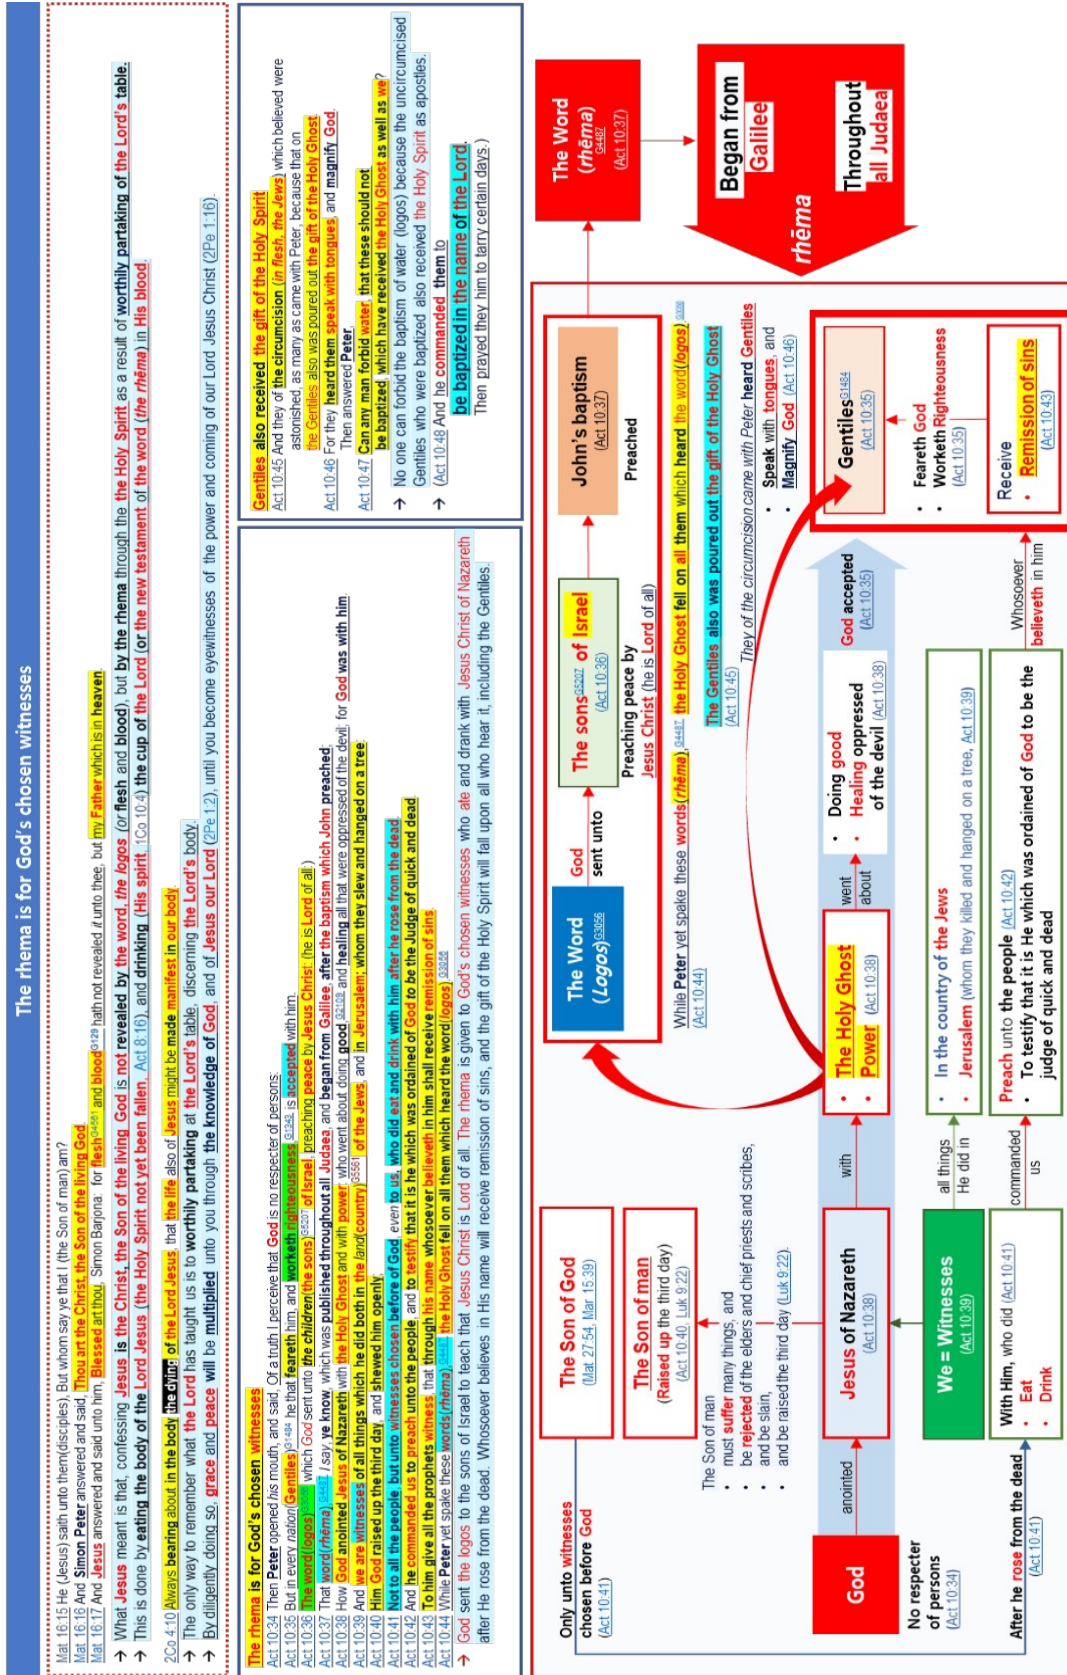 The rhema is for God's chosen witnesses
Mat 16:15 He (Jesus) saith unto them(disciples), But whom say ye that I (the Son of man) am?
Mat 16:16 And Simon Peter answered and said, Thou art the Christ, the Son of the living God.
Mat 16:17 And Jesus answered and said unto him, Blessed art thou, Simon Barjona: for flesh G4561 and blood G129 hath not revealed it unto thee, but my Father which is in heaven.
→ What Jesus meant is that, confessing Jesus is the Christ, the Son of the living God is not revealed by the word, the logos (or flesh and blood), but by the rhema through the Holy Spirit as a result of worthily partaking of the Lord's table.
→ This is done by eating the body of the Lord Jesus (the Holy Spirit not yet been fallen, Act 8:16), and drinking (His spirit, 1Co 10:4) the cup of the Lord (or the new testament of the word (the rhēma) in His blood.
2Co 4:10 Always bearing about in the body the dying of the Lord Jesus, that the life also of Jesus might be made manifest in our body.
→ The only way to remember what the Lord has taught us is to worthily partaking at the Lord's table, discerning the Lord's body.
→ By diligently doing so, grace and peace will be multiplied unto you through the knowledge of God, and of Jesus our Lord (2Pe 1:2), until you become eyewitnesses of the power and coming of our Lord Jesus Christ (2Pe 1:16).
The rhema is for God's chosen witnesses
Act 10:34 Then Peter opened his mouth, and said, Of a truth I perceive that God is no respecter of persons:
Act 10:35 But in every nation(Gentiles) G1484 he that feareth him, and worketh righteousness, G1343 is accepted with him.
Act 10:36 The word(logos) G3056 which God sent unto the children(the sons) G5207 of Israel, preaching peace by Jesus Christ: (he is Lord of all:)
Act 10:37 That word(rhēma), G4487 I say, ye know, which was published throughout all Judaea, and began from Galilee, after the baptism which John preached;
Act 10:38 How God anointed Jesus of Nazareth with the Holy Ghost and with power: who went about doing good, G2109 and healing all that were oppressed of the devil; for God was with him.
Act 10:39 And we are witnesses of all things which he did both in the land(country) G5561 of the Jews, and in Jerusalem; whom they slew and hanged on a tree:
Act 10:40 Him God raised up the third day, and shewed him openly;
Act 10:41 Not to all the people, but unto witnesses chosen before of God, even to us, who did eat and drink with him after he rose from the dead.
Act 10:42 And he commanded us to preach unto the people, and to testify that it is he which was ordained of God to be the Judge of quick and dead.
Act 10:43 To him give all the prophets witness, that through his name whosoever believeth in him shall receive remission of sins.
Act 10:44 While Peter yet spake these words(rhēma), G4487 the Holy Ghost fell on all them which heard the word(logos). G3056
→ God sent the logos to the sons of Israel to teach that Jesus Christ is Lord of all. The rhema is given to God's chosen witnesses who ate and drank with Jesus Christ of Nazareth
after He rose from the dead. Whosoever believes in His name will receive remission of sins, and the gift of the Holy Spirit will fall upon all who hear it, including the Gentiles.
Gentiles also received the gift of the Holy Spirit
Act 10:45 And they of the circumcision (in flesh, the Jews) which believed were
astonished, as many as came with Peter, because that on
the Gentiles also was poured out the gift of the Holy Ghost.
Act 10:46 For they heard them speak with tongues, and magnify God.
Then answered Peter,
Act 10:47 Can any man forbid water, that these should not
be baptized, which have received the Holy Ghost as well as we?
→ No one can forbid the baptism of water (logos) because the uncircumcised
Gentiles who were baptized also received the Holy Spirit as apostles.
→ (Act 10:48 And he commanded them to
be baptized in the name of the Lord.
Then prayed they him to tarry certain days.)
Only unto witnesses
chosen before God
(Act 10:41)
The Son of God
(Mat 27:54, Mar 15:39)
The Son of man
(Raised up the third day)
(Act 10:40, Luk 9:22)
The Son of man
• must suffer many things, and
• be rejected of the elders and chief priests and scribes,
• and be slain,
• and be raised the third day (Luk 9:22).
God
No respecter
of persons
(Act 10:34)
anointed
Jesus of Nazareth
(Act 10:38)
with
• The Holy Ghost
• Power (Act 10:38)
went
about
• Doing good
• Healing oppressed
of the devil (Act 10:38)
God accepted
(Act 10:35)
Gentiles G1484
(Act 10:35)
• Feareth God
• Worketh Righteousness
(Act 10:35)
Receive
• Remission of sins
(Act 10:43)
The Word
(Logos) G3056
God
sent unto
The sons G5207 of Israel
(Act 10:36)
Preaching peace by
Jesus Christ (he is Lord of all)
John's baptism
(Act 10:37)
Preached
The Word
(rhēma)
G4487
(Act 10:37)
Began from
Galilee
Throughout
all Judaea
rhēma
While Peter yet spake these words(rhēma), G4487 the Holy Ghost fell on all them which heard the word(logos). G3056
(Act 10:44)
The Gentiles also was poured out the gift of the Holy Ghost
(Act 10:45)
They of the circumcision came with Peter heard Gentiles
• Speak with tongues, and
• Magnify God (Act 10:46)
We = Witnesses
(Act 10:39)
all things
He did in
• In the country of the Jews
• Jerusalem (whom they killed and hanged on a tree, Act 10:39)
After he rose from the dead
(Act 10:41)
With Him, who did (Act 10:41)
• Eat
• Drink
commanded
us
Preach unto the people (Act 10:42)
• To testify that it is He which was ordained of God to be the
judge of quick and dead
Whosoever
believeth in him